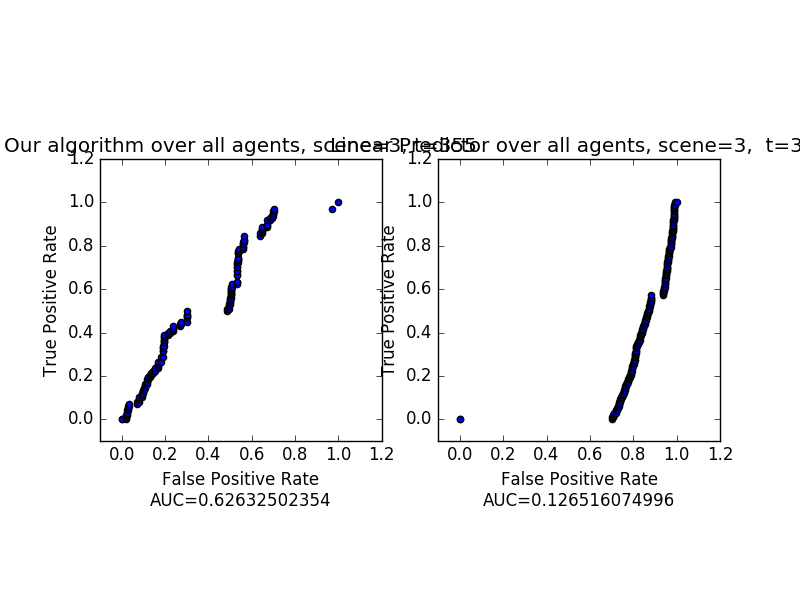 Our algorithm over all agents, scene=3, t=355
Linear Predictor over all agents, scene=3, t=3
1.2
1.0
0.8
0.6
0.4
0.2
0.0
True Positive Rate
0.0 0.2 0.4 0.6 0.8 1.0 1.2
False Positive Rate
AUC=0.62632502354
1.2
1.0
0.8
0.6
0.4
0.2
0.0
True Positive Rate
0.0 0.2 0.4 0.6 0.8 1.0 1.2
False Positive Rate
AUC=0.126516074996